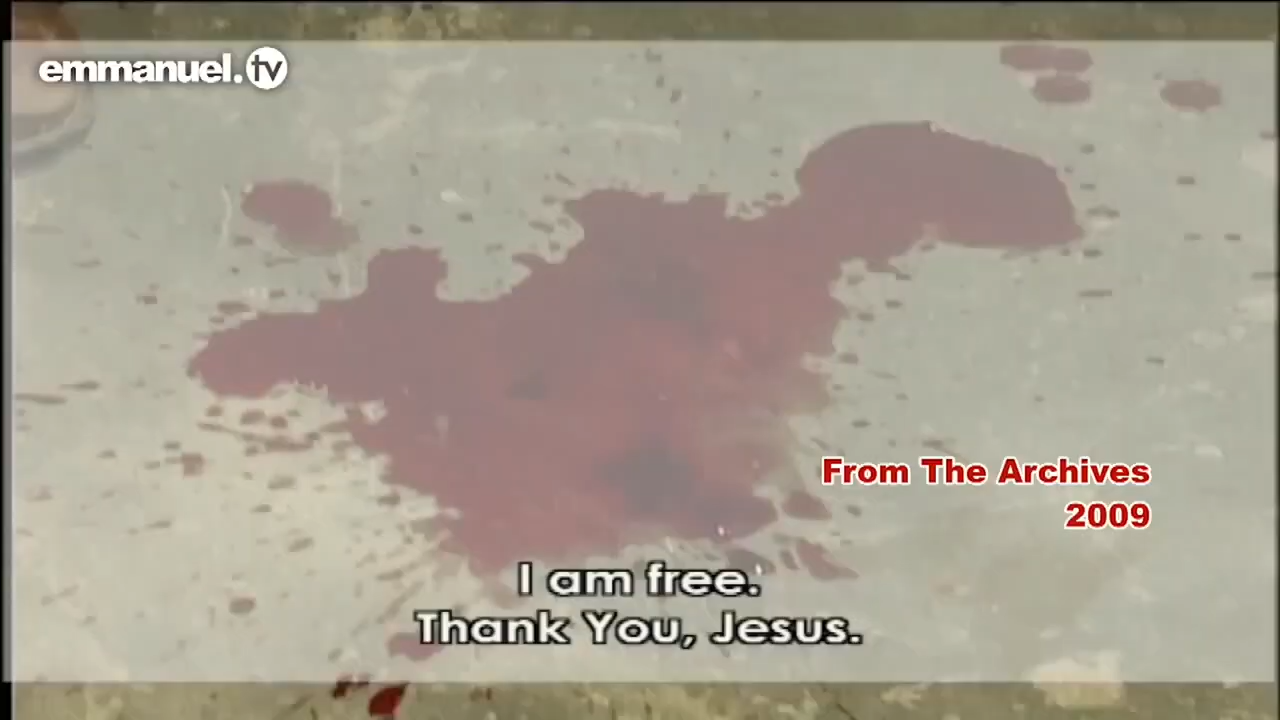 emmanuel.tv
From The Archives
2009
I am free.
Thank You, Jesus.